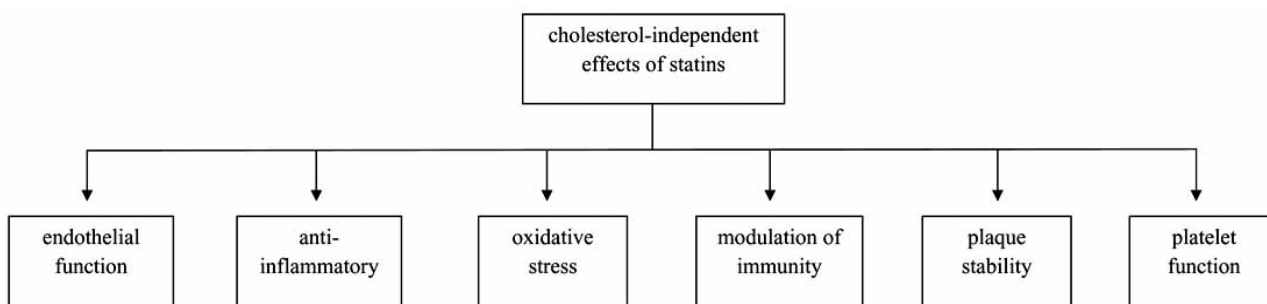 cholesterol-independent
effects of statins
endothelial
function
anti-
inflammatory
oxidative
stress
modulation of
immunity
plaque
stability
platelet
function